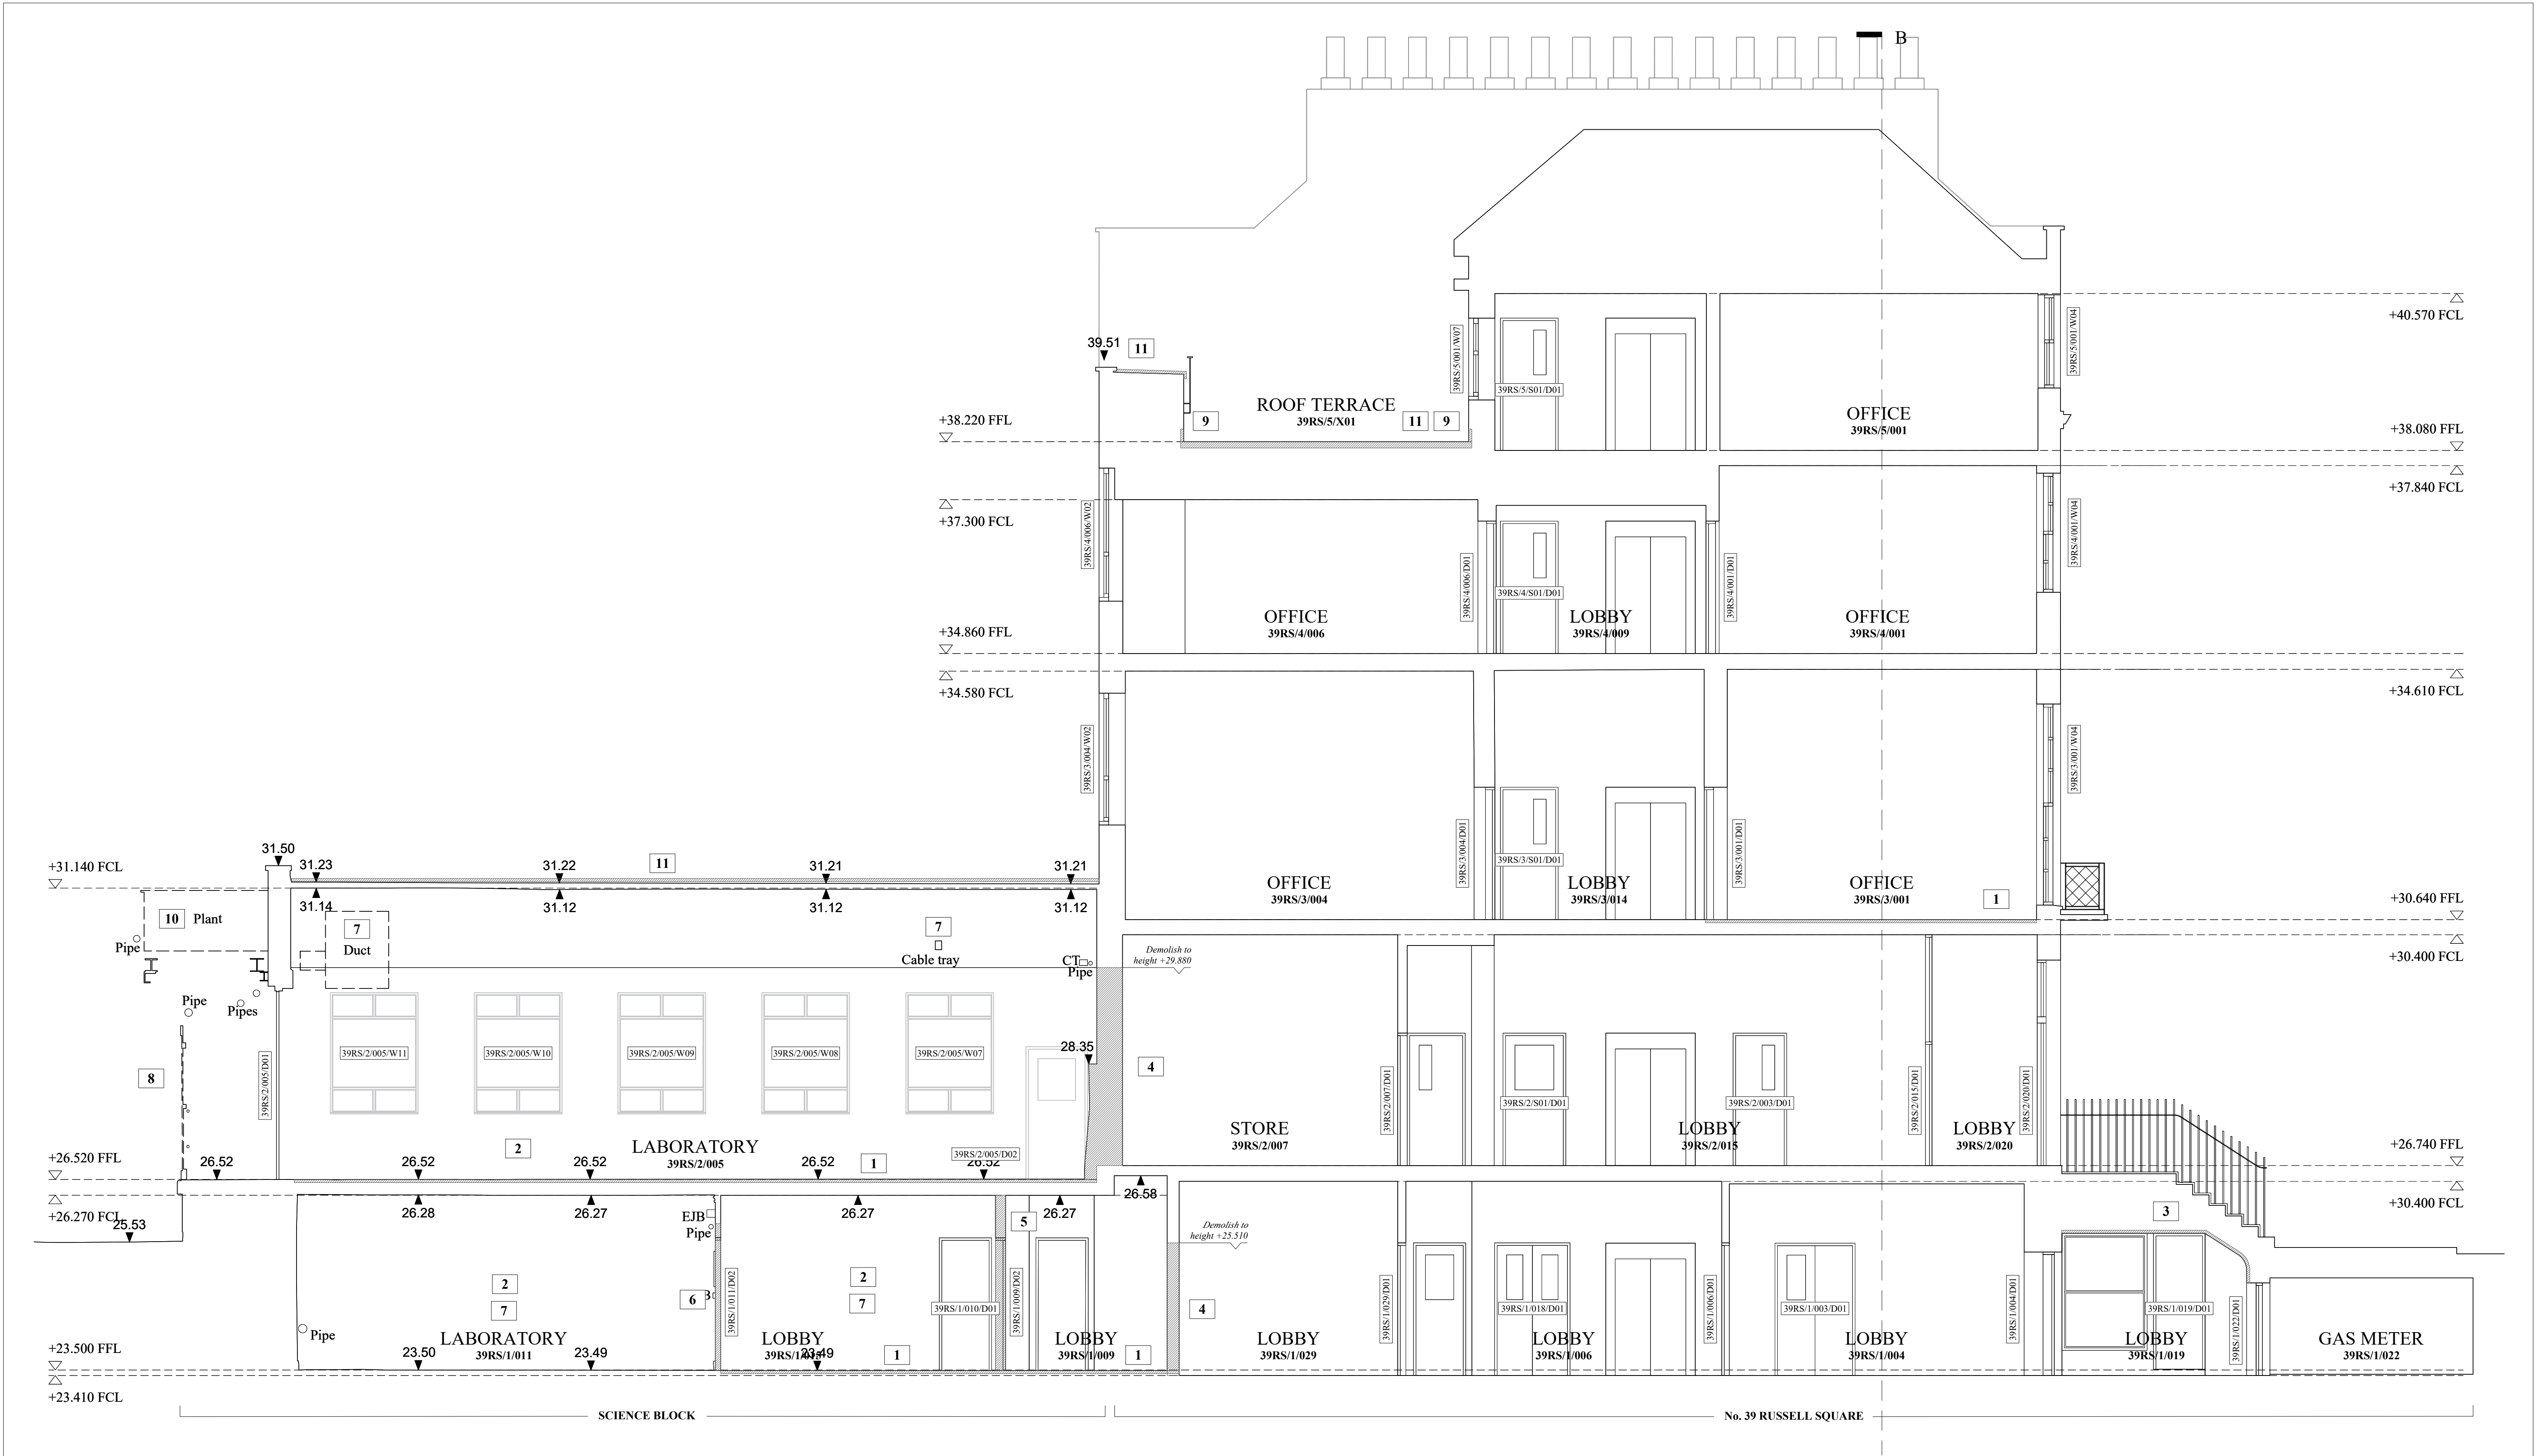 B
+40.570 FCL
39RS/5/001/W07
39RS/5/001/W04
39.51
11
39RS/5/S01/D01
ROOF TERRACE
39RS/5/X01
9
11
9
OFFICE
39RS/5/001
+38.220 FFL
+38.080 FFL
+37.840 FCL
+37.300 FCL
39RS/4/006/W02
39RS/4/006/D01
39RS/4/S01/D01
39RS/4/001/D01
39RS/4/001/W04
OFFICE
39RS/4/006
LOBBY
39RS/4/009
OFFICE
39RS/4/001
+34.860 FFL
+34.580 FCL
+34.610 FCL
39RS/3/004/W02
39RS/3/004/D01
39RS/3/S01/D01
39RS/3/001/D01
39RS/3/001/W04
OFFICE
39RS/3/004
LOBBY
39RS/3/014
OFFICE
39RS/3/001
1
+30.640 FFL
+30.400 FCL
+31.140 FCL
31.50
31.23
31.22
11
31.21
31.21
31.14
31.12
31.12
31.12
10
Plant
Pipe
7
Duct
7
Cable tray
CT
Pipe
Demolish to
height +29.880
Pipe
Pipes
8
39RS/2/005/D01
39RS/2/005/W11
39RS/2/005/W10
39RS/2/005/W09
39RS/2/005/W08
39RS/2/005/W07
28.35
4
39RS/2/007/D01
39RS/2/S01/D01
39RS/2/003/D01
39RS/2/015/D01
39RS/2/020/D01
2
LABORATORY
39RS/2/005
1
39RS/2/005/D02
STORE
39RS/2/007
LOBBY
39RS/2/015
LOBBY
39RS/2/020
+26.520 FFL
26.52
26.52
26.52
26.52
26.52
+26.740 FFL
+26.270 FCL
25.53
26.28
26.27
26.27
26.27
26.58
+30.400 FCL
EJB
Pipe
5
Demolish to
height +25.510
3
2
7
6
39RS/1/011/D02
2
7
39RS/1/010/D01
39RS/1/009/D02
4
39RS/1/029/D01
39RS/1/018/D01
39RS/1/006/D01
39RS/1/003/D01
39RS/1/004/D01
39RS/1/019/D01
39RS/1/022/D01
Pipe
LABORATORY
39RS/1/011
LOBBY
1
LOBBY
39RS/1/009
1
LOBBY
39RS/1/029
LOBBY
39RS/1/006
LOBBY
39RS/1/004
LOBBY
39RS/1/019
GAS METER
39RS/1/022
+23.500 FFL
23.50
23.49
23.49
+23.410 FCL
SCIENCE BLOCK
No. 39 RUSSELL SQUARE